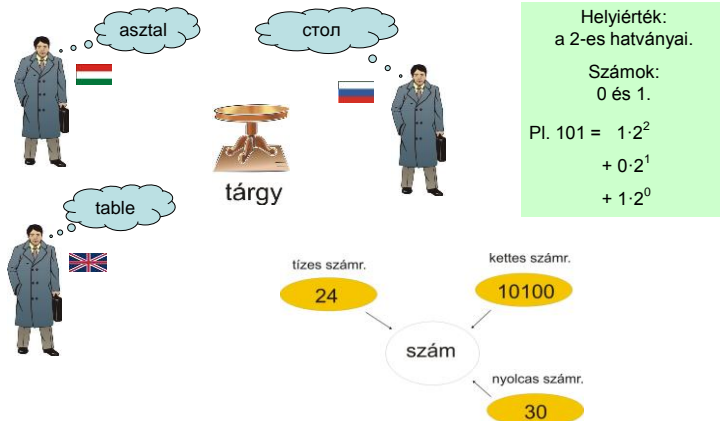 asztal
стол
tárgy
table
Helyiérték:
a 2-es hatványai.
Számok:
0 és 1.
Pl. 101 = 1·2²
+ 0·2¹
+ 1·2⁰
tízes számr.
24
kettes számr.
10100
szám
nyolcas számr.
30